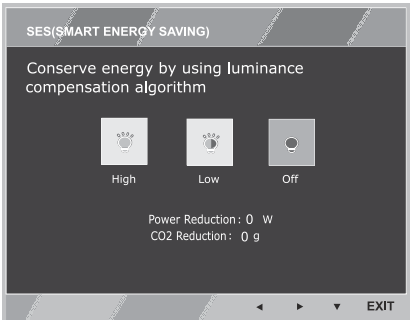 SES(SMART ENERGY SAVING)
Conserve energy by using luminance
compensation algorithm
High Low Off
Power Reduction : 0 W
CO2 Reduction : 0 g
EXIT